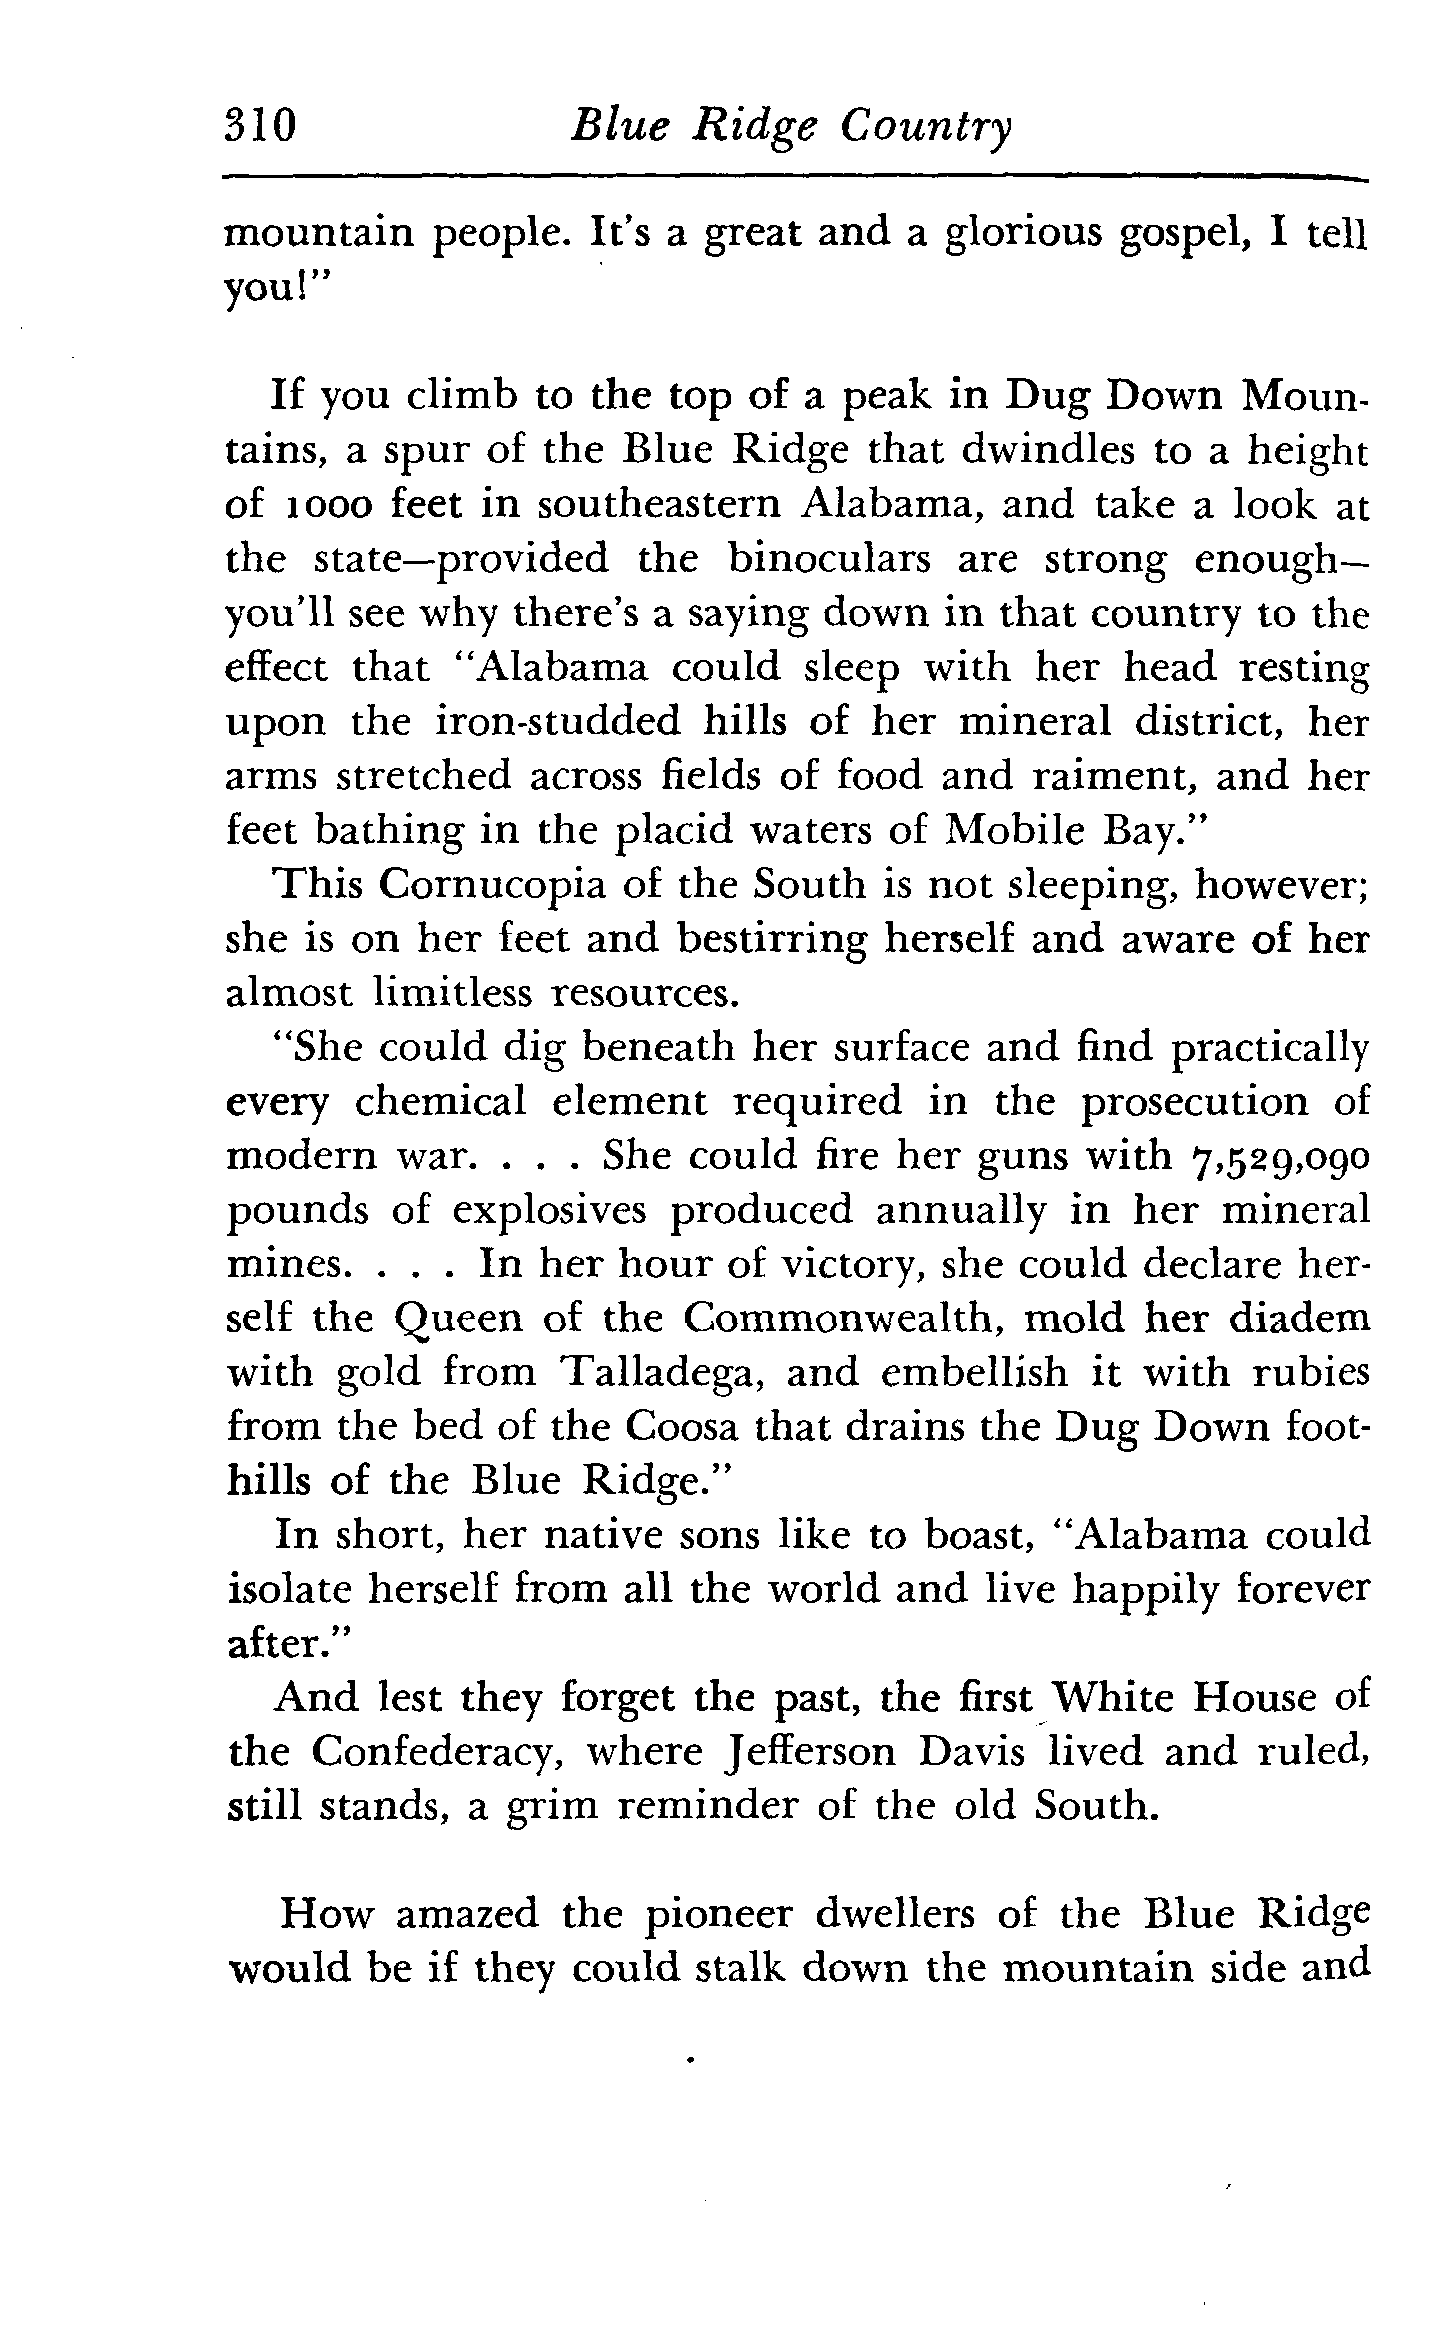 310 Blue Ridge Country
mountain people. It's a great and a glorious gospel, I tell
you!"
If you climb to the top of a peak in Dug Down Moun-
tains, a spur of the Blue Ridge that dwindles to a height
of 1000 feet in southeastern Alabama, and take a look at
the state—provided the binoculars are strong enough—
you'll see why there's a saying down in that country to the
effect that "Alabama could sleep with her head resting
upon the iron-studded hills of her mineral district, her
arms stretched across fields of food and raiment, and her
feet bathing in the placid waters of Mobile Bay."
This Cornucopia of the South is not sleeping, however;
she is on her feet and bestirring herself and aware of her
almost limitless resources.
"She could dig beneath her surface and find practically
every chemical element required in the prosecution of
modern war. . . . She could fire her guns with 7,529,090
pounds of explosives produced annually in her mineral
mines. . . . In her hour of victory, she could declare her-
self the Queen of the Commonwealth, mold her diadem
with gold from Talladega, and embellish it with rubies
from the bed of the Coosa that drains the Dug Down foot-
hills of the Blue Ridge."
In short, her native sons like to boast, "Alabama could
isolate herself from all the world and live happily forever
after."
And lest they forget the past, the first White House of
the Confederacy, where Jefferson Davis lived and ruled,
still stands, a grim reminder of the old South.
How amazed the pioneer dwellers of the Blue Ridge
would be if they could stalk down the mountain side and